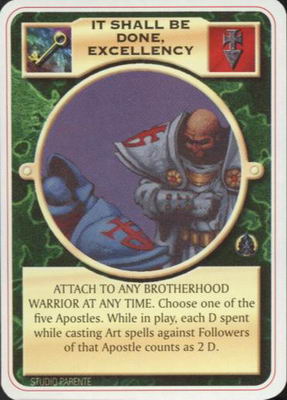 IT SHALL BE
DONE,
EXCELLENCY
ATTACH TO ANY BROTHERHOOD
WARRIOR AT ANY TIME. Choose one of the
five Apostles. While in play, each D spent
while casting Art spells against Followers
of that Apostle counts as 2 D.
STUDIO PARENTE